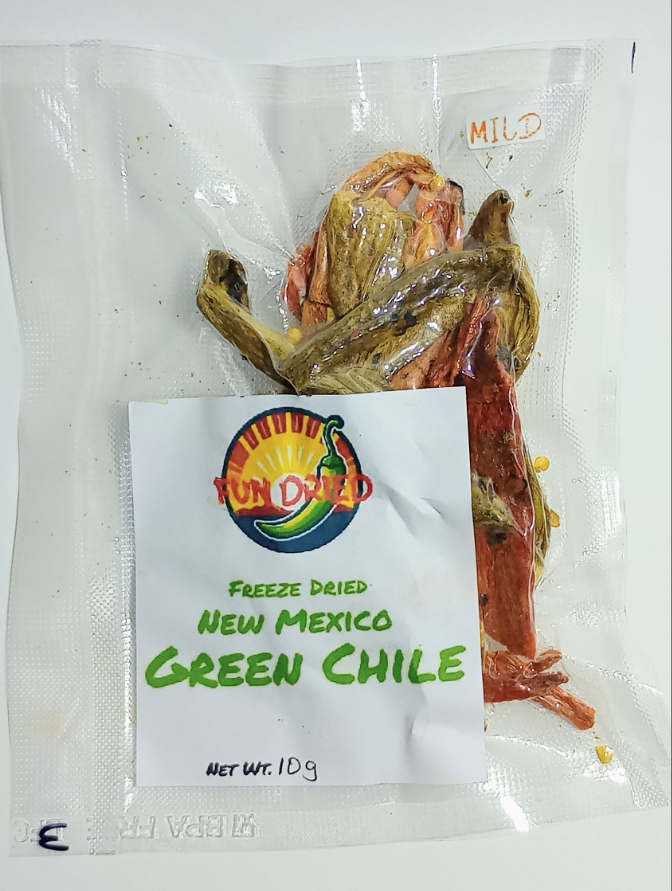 MILD
FUN DRIED
FREEZE DRIED
NEW MEXICO
GREEN CHILE
NET WT. 10g